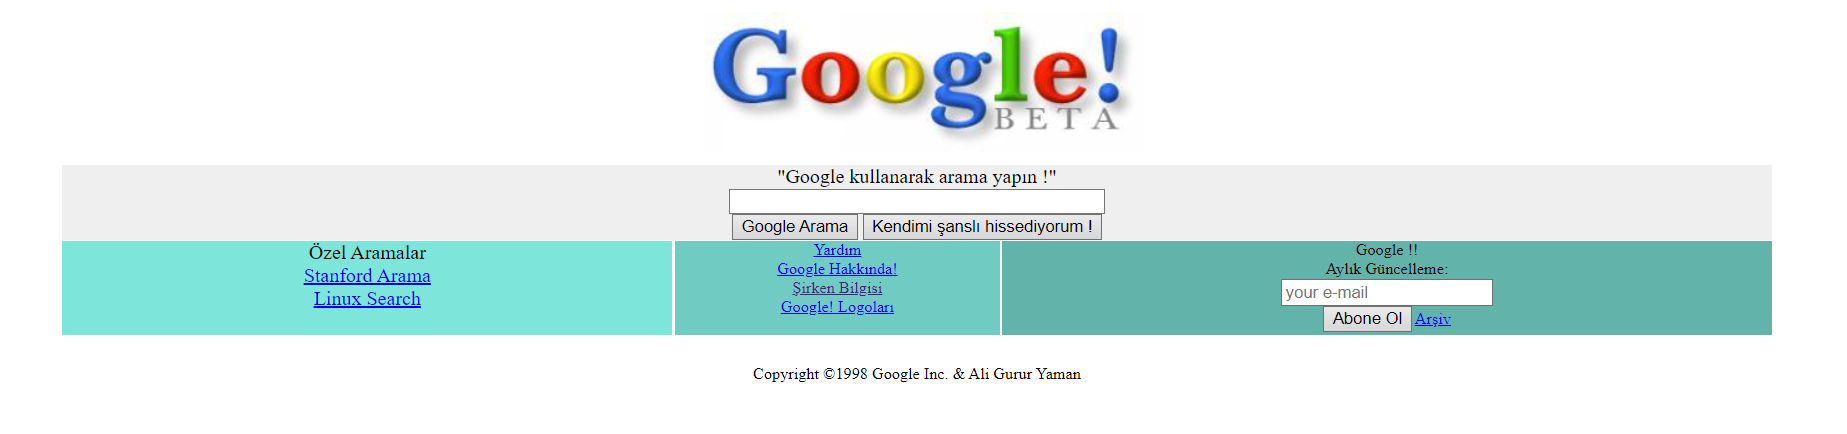 Google!
BETA
"Google kullanarak arama yapın !"
Google Arama Kendimi şanslı hissediyorum !
Özel Aramalar
Stanford Arama
Linux Search
Yardım
Google Hakkında!
Şirken Bilgisi
Google! Logoları
Google !!
Aylık Güncelleme:
your e-mail
Abone Ol Arşiv
Copyright ©1998 Google Inc. & Ali Gurur Yaman